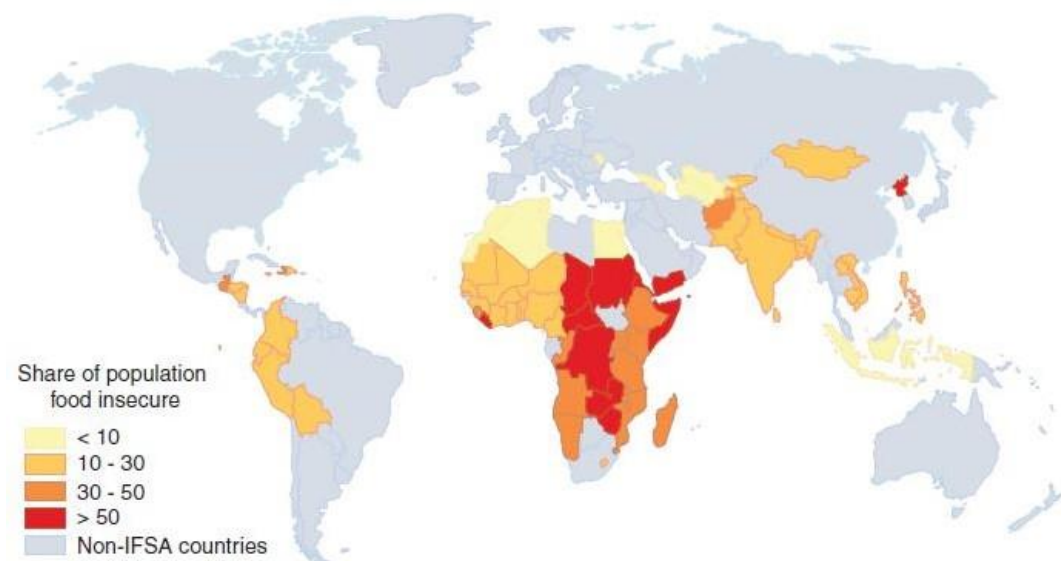 Share of population
food insecure
< 10
10 - 30
30 - 50
> 50
Non-IFSA countries